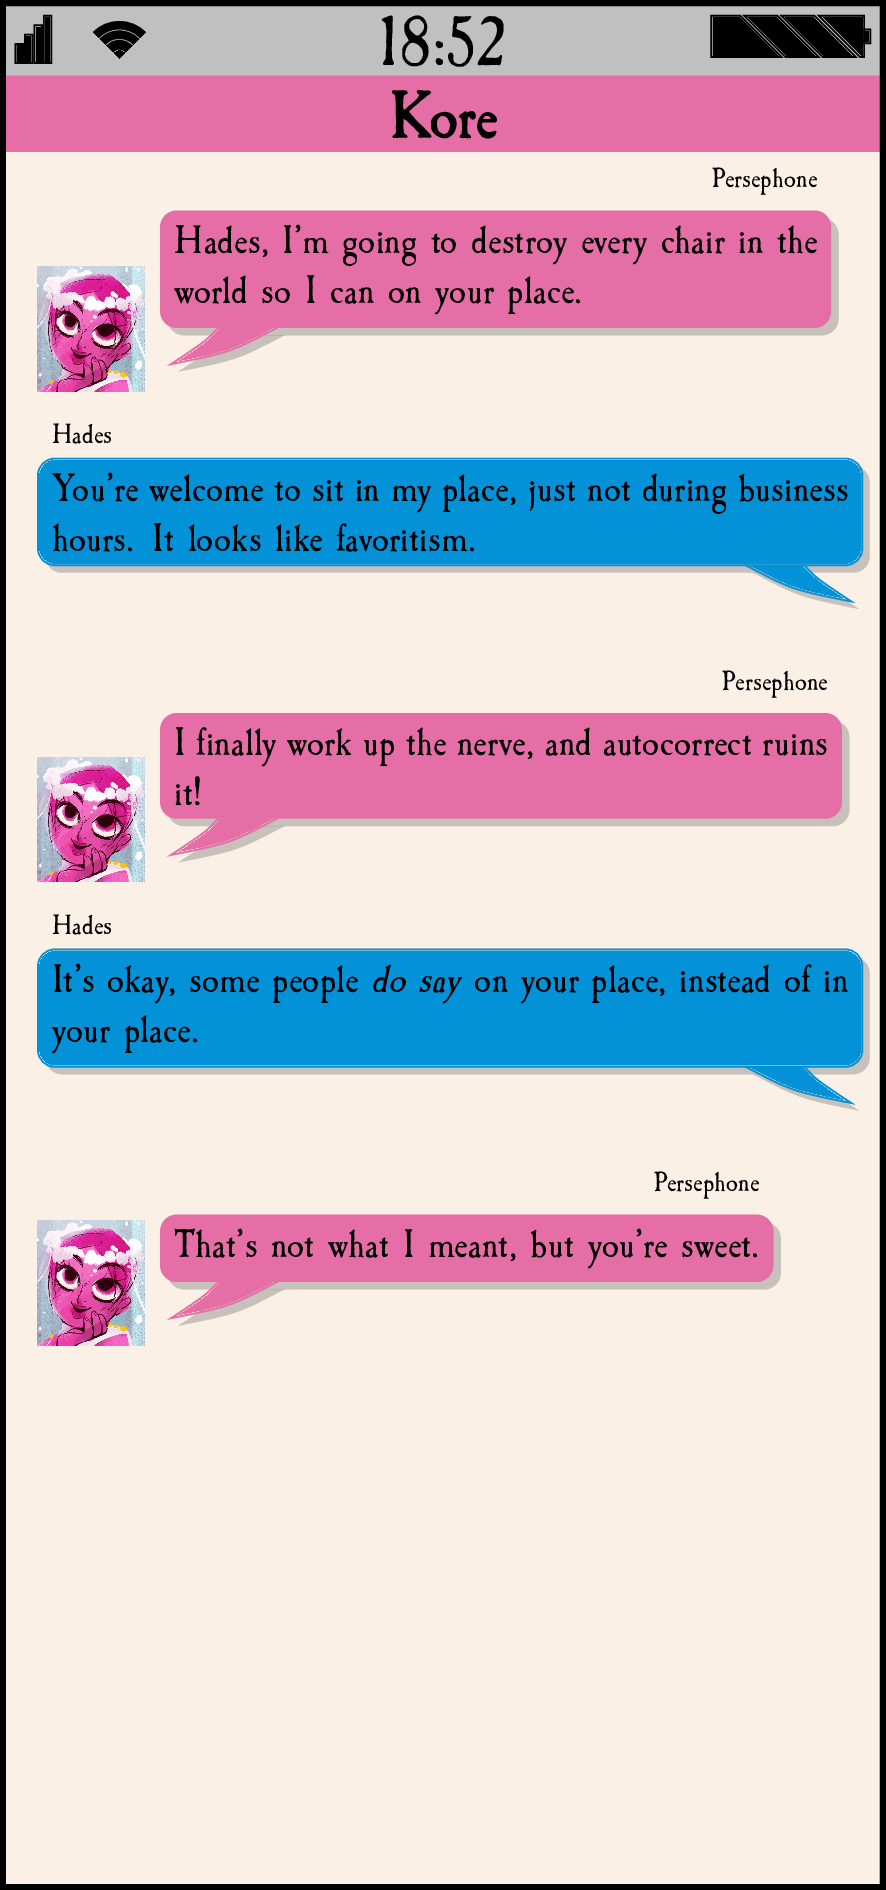 18:52
Kore
Persephone
Hades, I'm going to destroy every chair in the
world so I can on your place.
Hades
You're welcome to sit in my place, just not during business
hours. It looks like favoritism.
Persephone
I finally work up the nerve, and autocorrect ruins
it!
Hades
It's okay, some people do say on your place, instead of in
your place.
Persephone
That's not what I meant, but you're sweet.